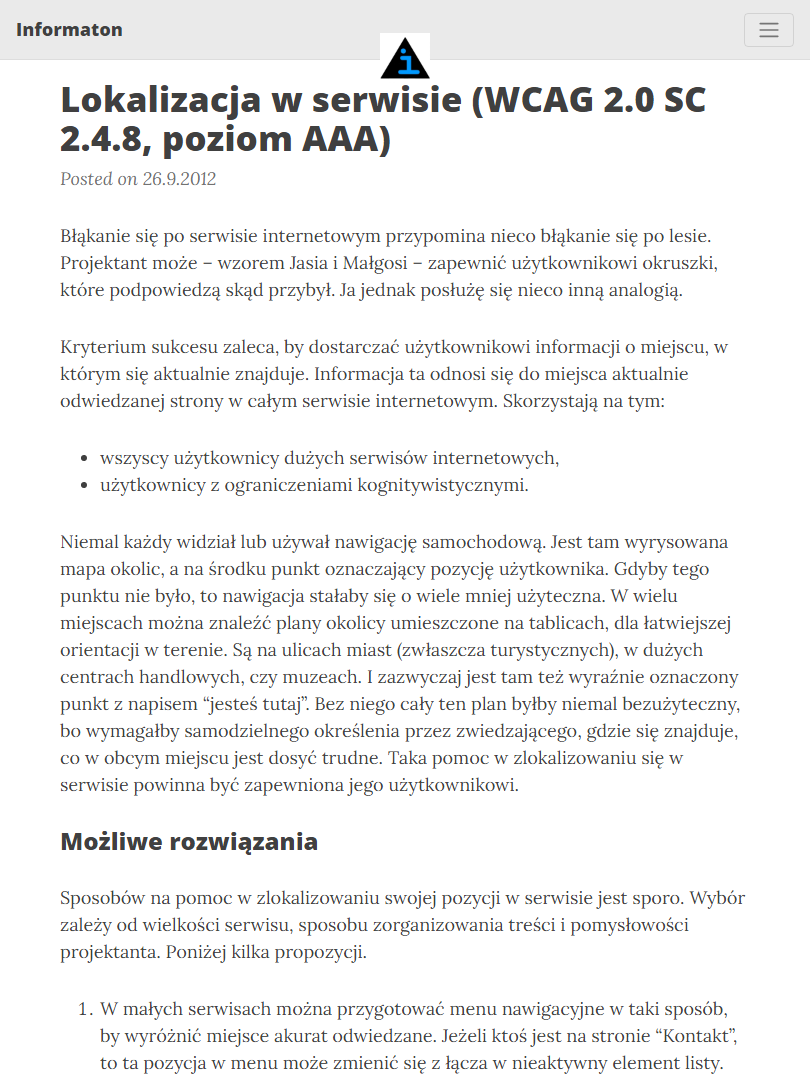 Informaton
Lokalizacja w serwisie (WCAG 2.0 SC
2.4.8, poziom AAA)
Posted on 26.9.2012
Błąkanie się po serwisie internetowym przypomina nieco błąkanie się po lesie.
Projektant może – wzorem Jasia i Małgosi – zapewnić użytkownikowi okruszki,
które podpowiedzą skąd przybył. Ja jednak posłużę się nieco inną analogią.
Kryterium sukcesu zaleca, by dostarczać użytkownikowi informacji o miejscu, w
którym się aktualnie znajduje. Informacja ta odnosi się do miejsca aktualnie
odwiedzanej strony w całym serwisie internetowym. Skorzystają na tym:
• wszyscy użytkownicy dużych serwisów internetowych,
• użytkownicy z ograniczeniami kognitywistycznymi.
Niemal każdy widział lub używał nawigację samochodową. Jest tam wyrysowana
mapa okolic, a na środku punkt oznaczający pozycję użytkownika. Gdyby tego
punktu nie było, to nawigacja stałaby się o wiele mniej użyteczna. W wielu
miejscach można znaleźć plany okolicy umieszczone na tablicach, dla łatwiejszej
orientacji w terenie. Są na ulicach miast (zwłaszcza turystycznych), w dużych
centrach handlowych, czy muzeach. I zazwyczaj jest tam też wyraźnie oznaczony
punkt z napisem “jesteś tutaj”. Bez niego cały ten plan byłby niemal bezużyteczny,
bo wymagałby samodzielnego określenia przez zwiedzającego, gdzie się znajduje,
co w obcym miejscu jest dosyć trudne. Taka pomoc w zlokalizowaniu się w
serwisie powinna być zapewniona jego użytkownikowi.
Możliwe rozwiązania
Sposobów na pomoc w zlokalizowaniu swojej pozycji w serwisie jest sporo. Wybór
zależy od wielkości serwisu, sposobu zorganizowania treści i pomysłowości
projektanta. Poniżej kilka propozycji.
1. W małych serwisach można przygotować menu nawigacyjne w taki sposób,
by wyróżnić miejsce akurat odwiedzane. Jeżeli ktoś jest na stronie “Kontakt”,
to ta pozycja w menu może zmienić się z łącza w nieaktywny element listy.